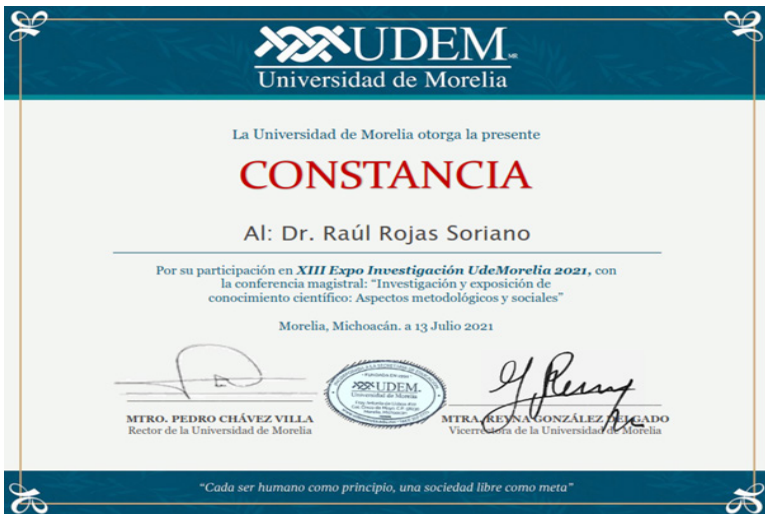 UDEM MR
Universidad de Morelia
La Universidad de Morelia otorga la presente
CONSTANCIA
Al: Dr. Raúl Rojas Soriano
Por su participación en XIII Expo Investigación UdeMorelia 2021, con
la conferencia magistral: “Investigación y exposición de
conocimiento científico: Aspectos metodológicos y sociales”
Morelia, Michoacán. a 13 Julio 2021
UDEM
Universidad de Morelia
MTRO. PEDRO CHÁVEZ VILLA
Rector de la Universidad de Morelia
MTRA. REYNA GONZÁLEZ DELGADO
Vicerrectora de la Universidad de Morelia
“Cada ser humano como principio, una sociedad libre como meta”